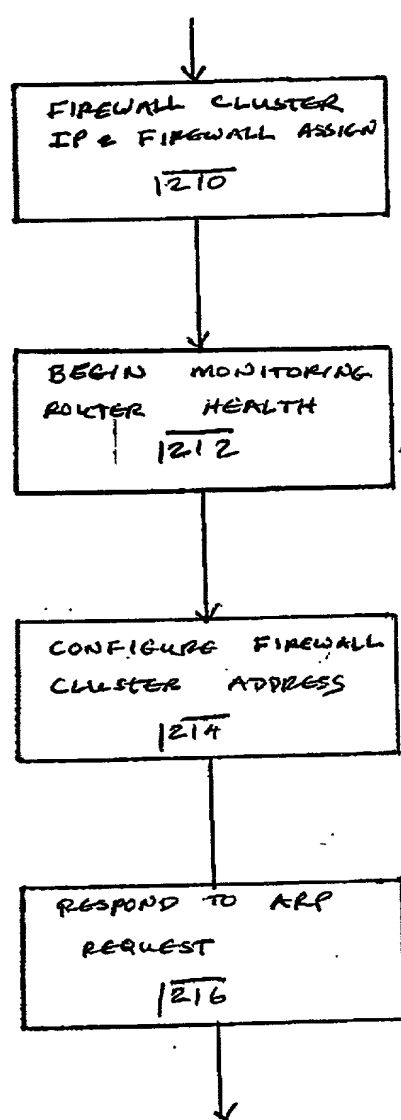 FIREWALL CLUSTER
IP & FIREWALL ASSIGN
1210
BEGIN MONITORING
ROUTER HEALTH
1212
CONFIGURE FIREWALL
CLUSTER ADDRESS
1214
RESPOND TO ARP
REQUEST
1216